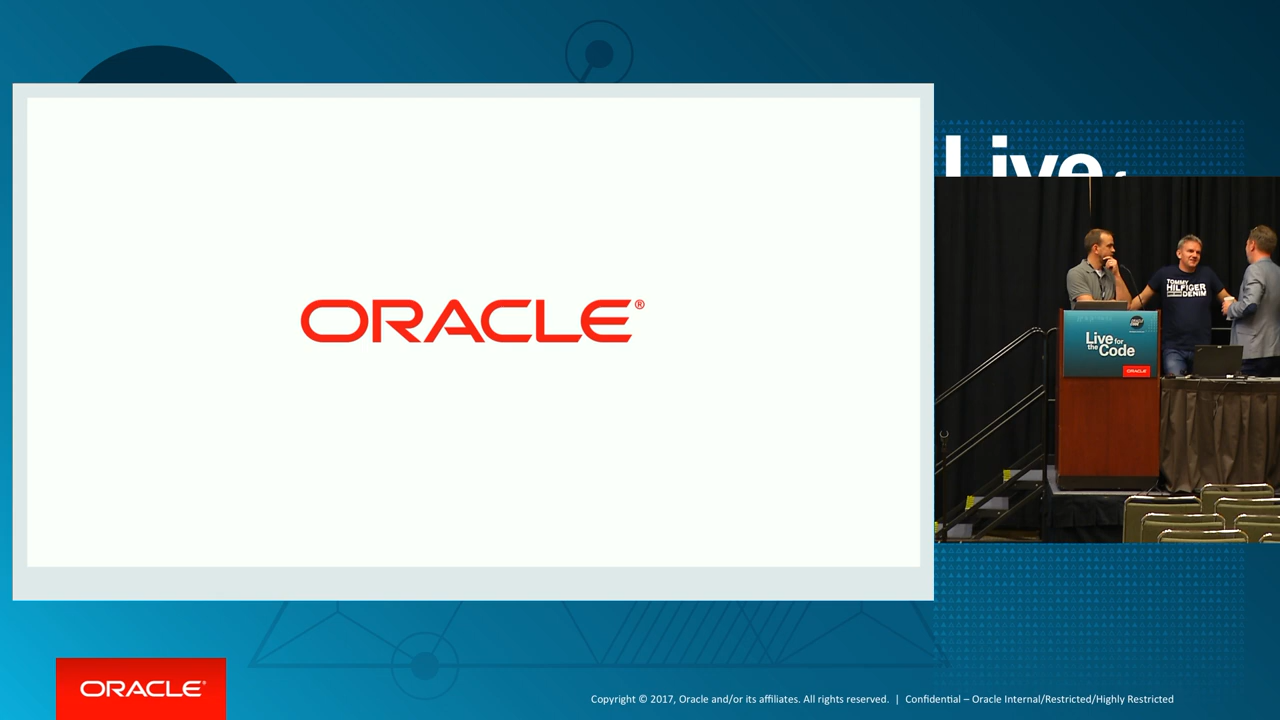 Live
ORACLE®
TOMMY
HILFIGER
DENIM
Live for
the Code
ORACLE
ORACLE®
Copyright © 2017, Oracle and/or its affiliates. All rights reserved. | Confidential – Oracle Internal/Restricted/Highly Restricted